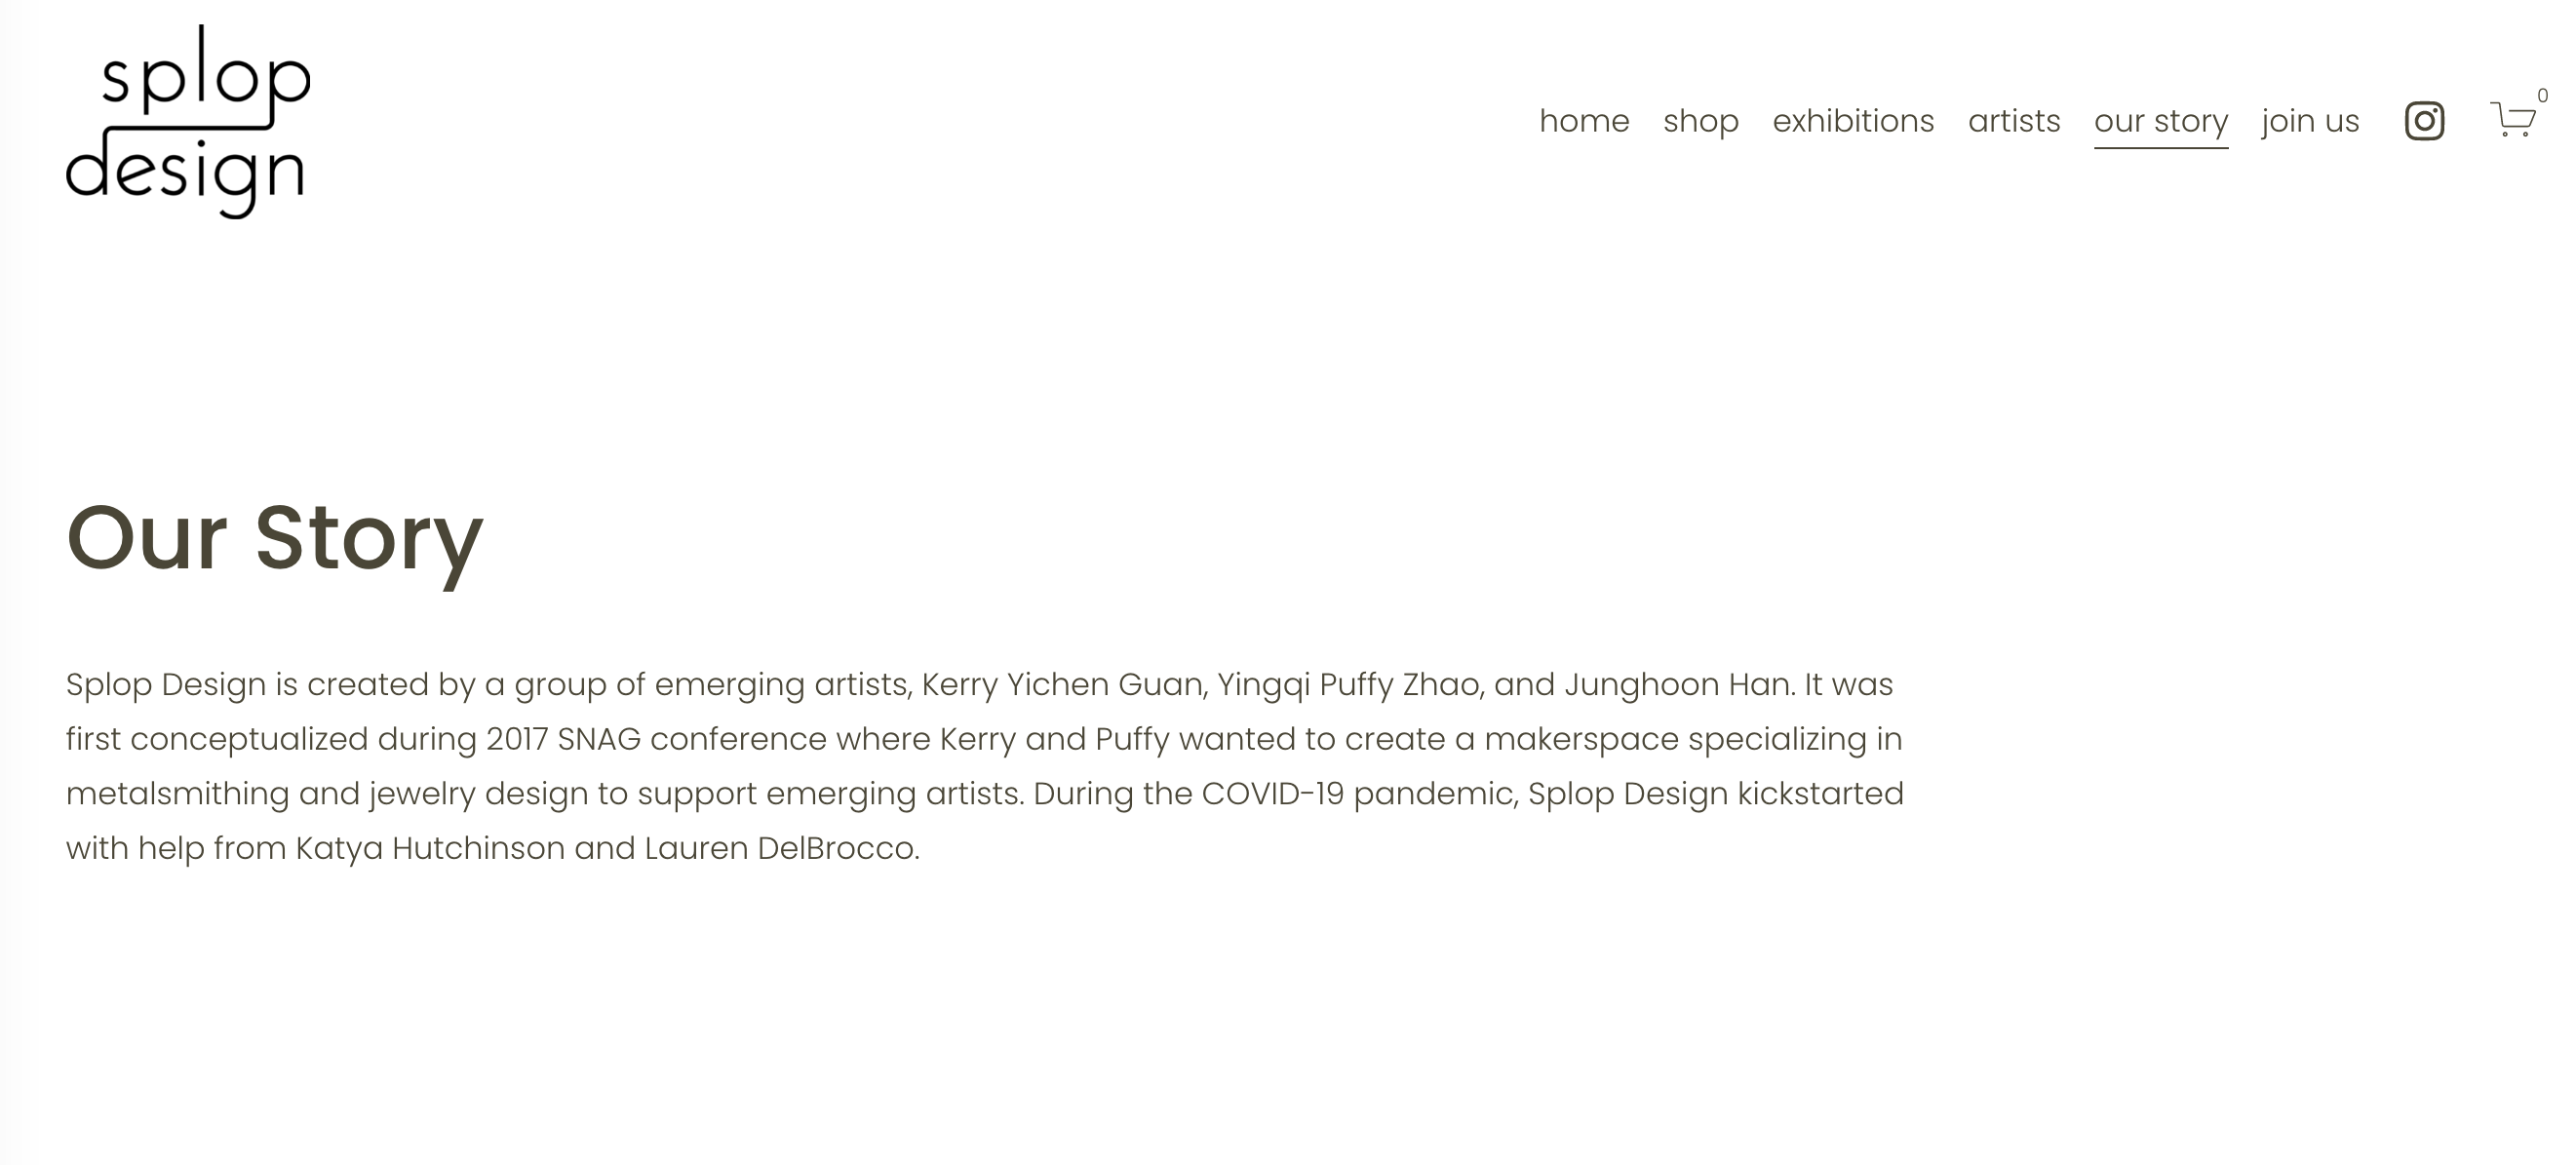 splop
design
home shop exhibitions artists our story join us 0
Our Story
Splop Design is created by a group of emerging artists, Kerry Yichen Guan, Yingqi Puffy Zhao, and Junghoon Han. It was
first conceptualized during 2017 SNAG conference where Kerry and Puffy wanted to create a makerspace specializing in
metalsmithing and jewelry design to support emerging artists. During the COVID-19 pandemic, Splop Design kickstarted
with help from Katya Hutchinson and Lauren DelBrocco.